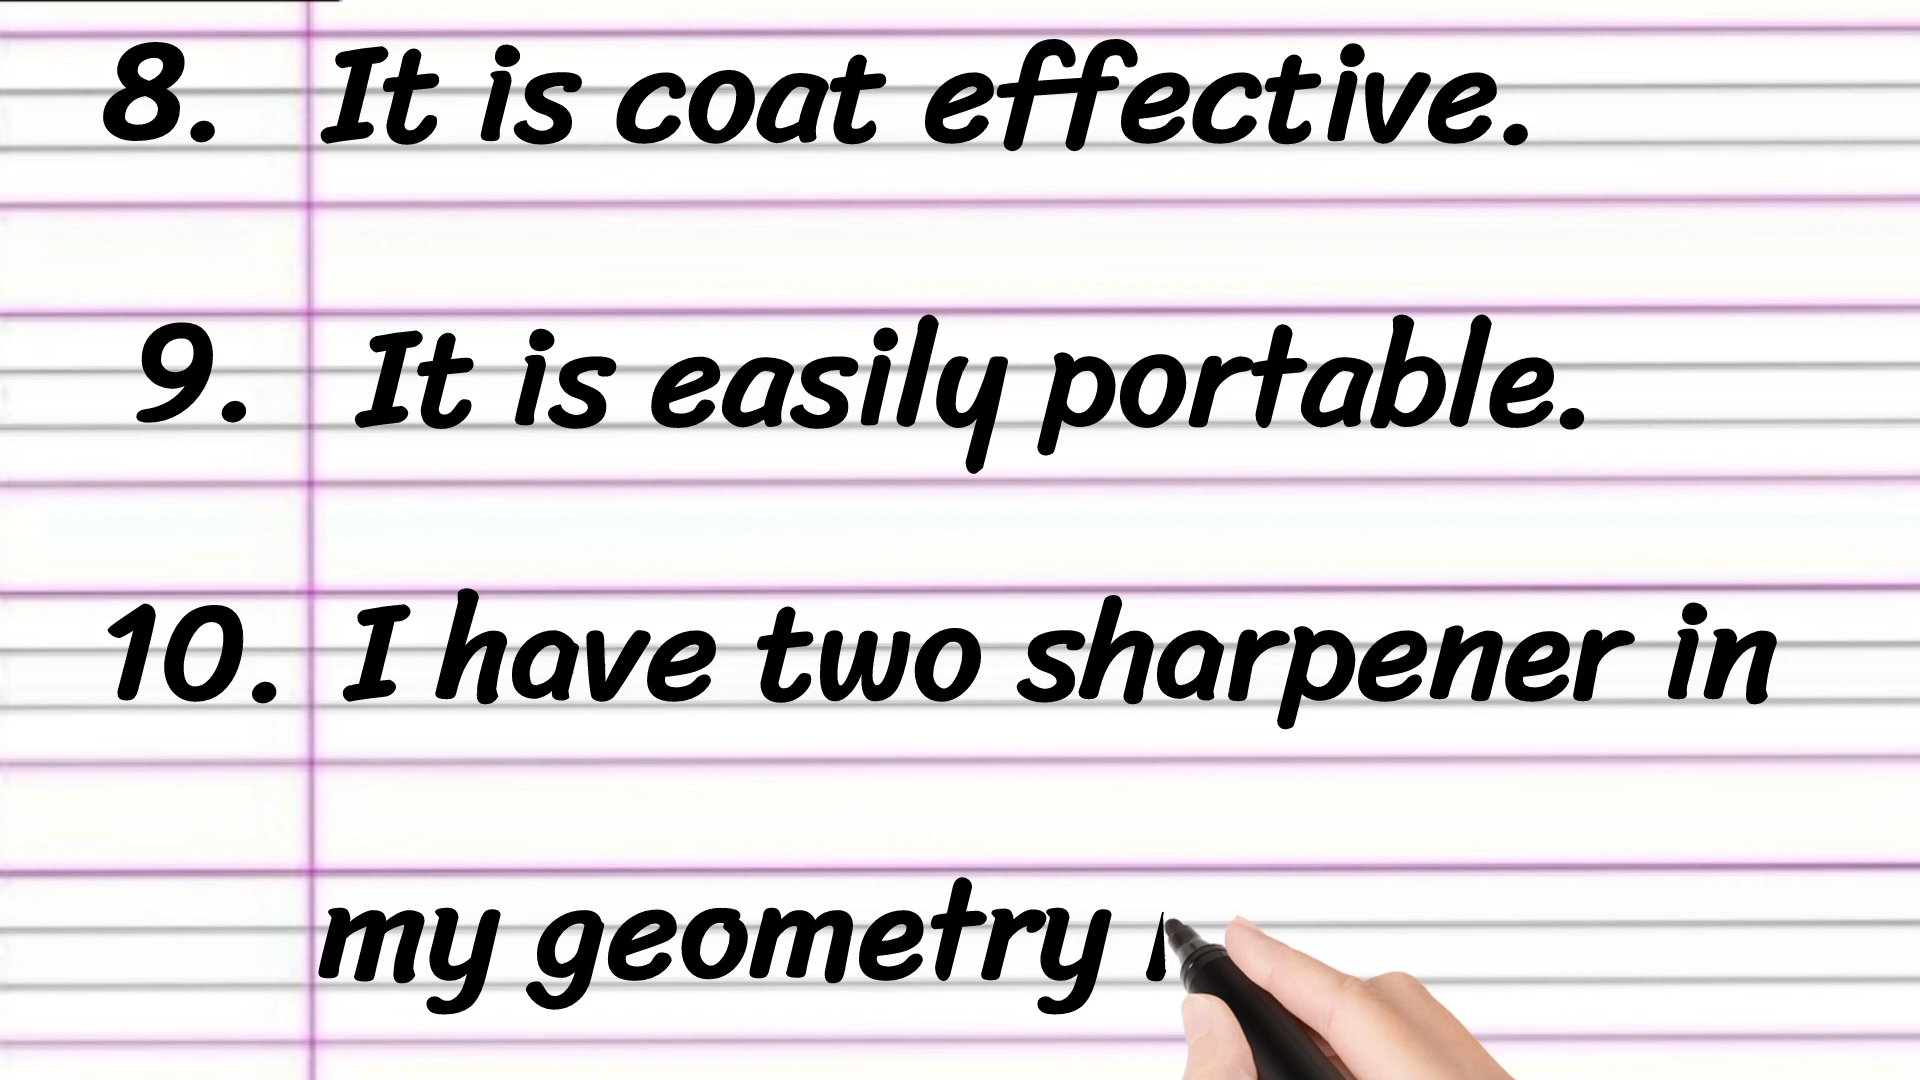 8. It is coat effective.
9. It is easily portable.
10. I have two sharpener in
my geometry